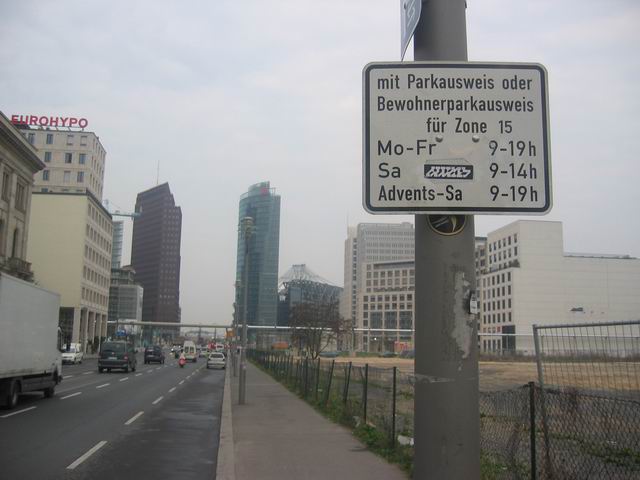 EUROHYPO
mit Parkausweis oder
Bewohnerparkausweis
für Zone 15
Mo-Fr 9-19h
Sa 9-14h
Advents-Sa 9-19h